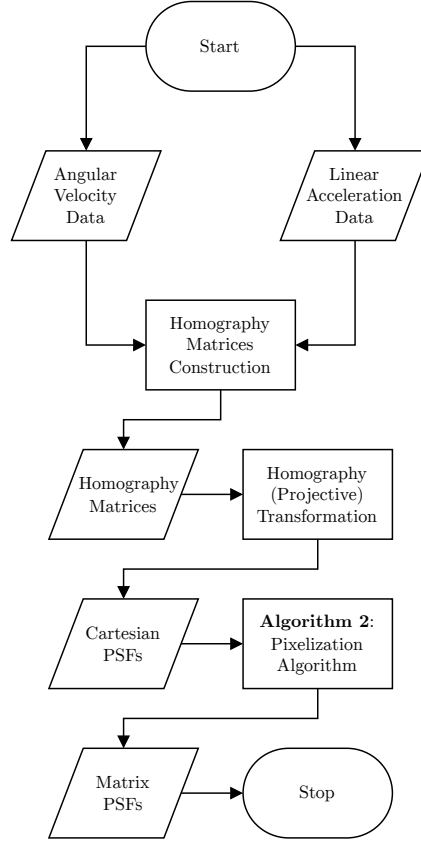 Start
Angular
Velocity
Data
Linear
Acceleration
Data
Homography
Matrices
Construction
Homography
Matrices
Homography
(Projective)
Transformation
Cartesian
PSFs
Algorithm 2:
Pixelization
Algorithm
Matrix
PSFs
Stop